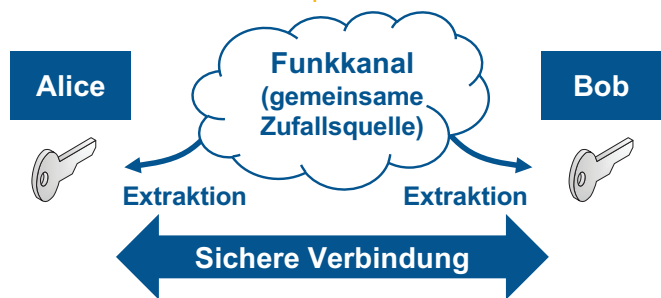 Funkkanal
(gemeinsame
Zufallsquelle)
Alice
Bob
Extraktion
Extraktion
Sichere Verbindung